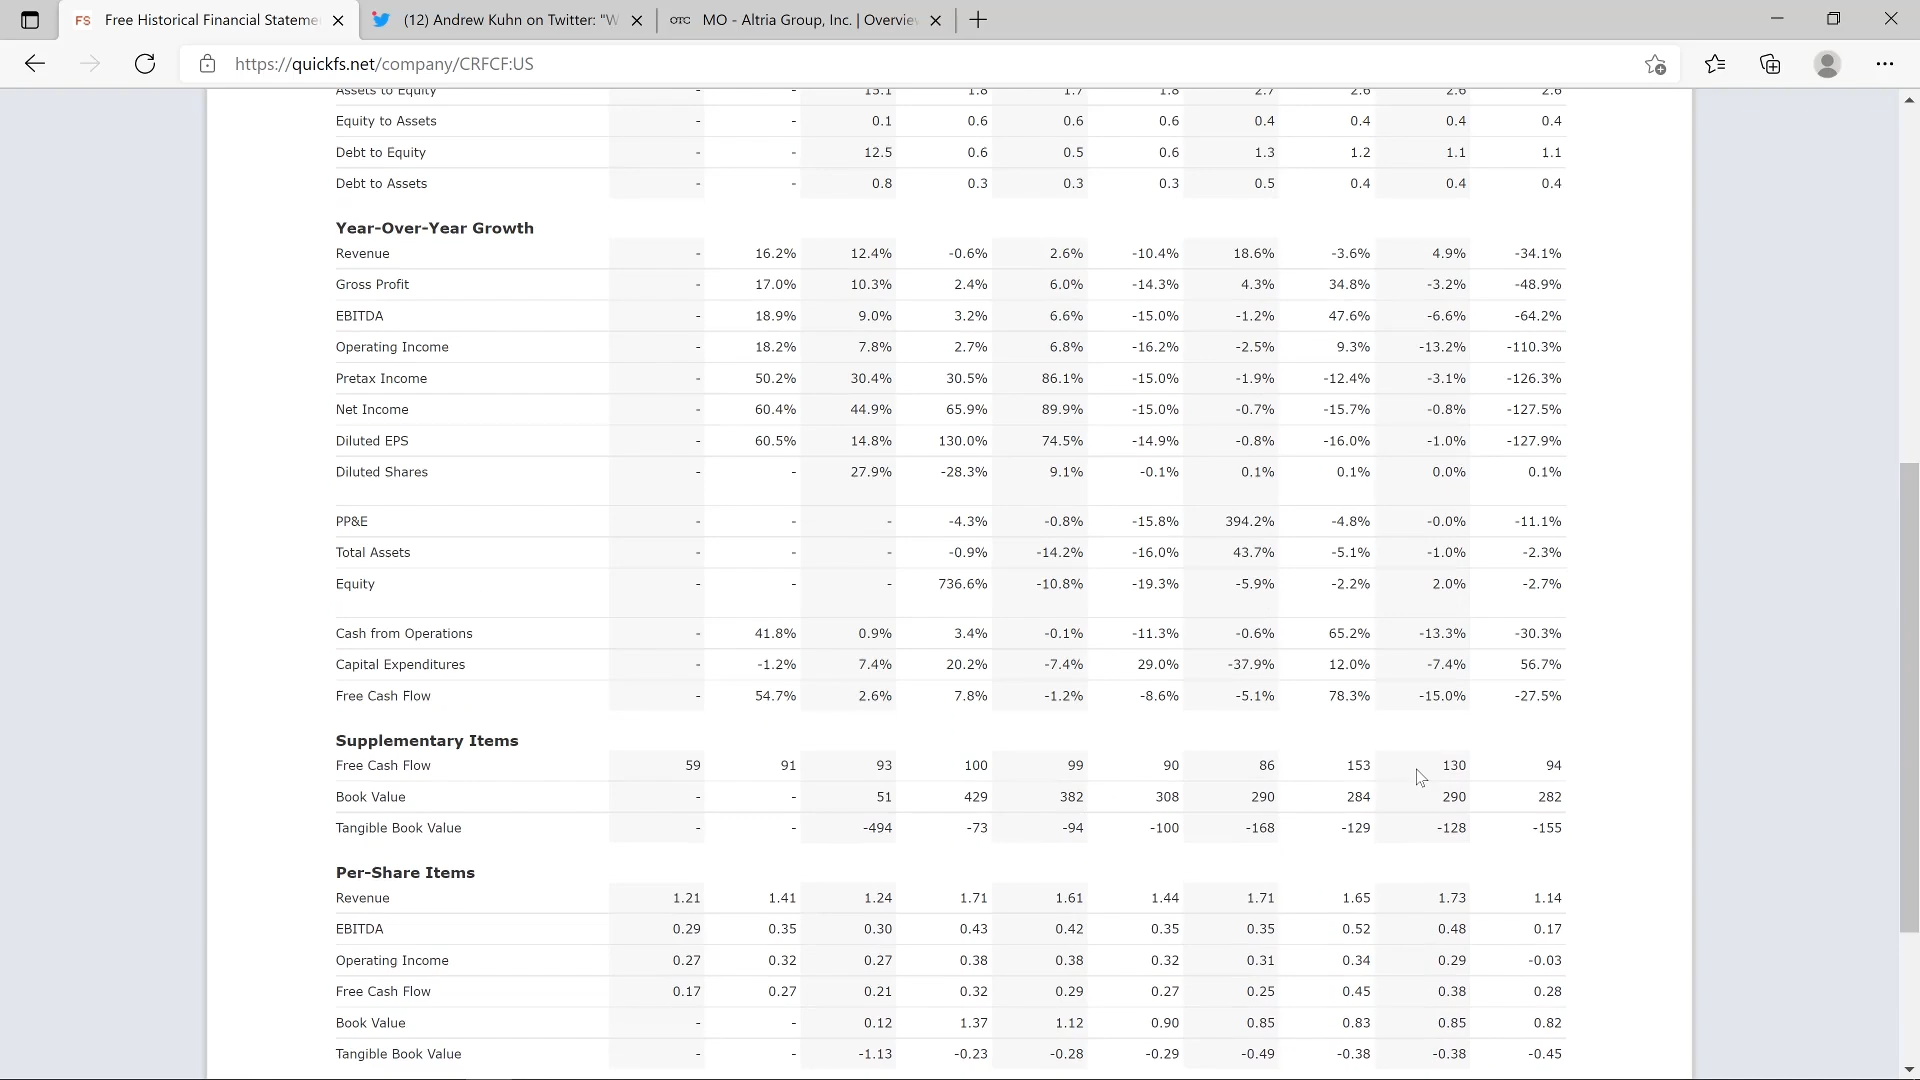 Free Historical Financial Stateme
(12) Andrew Kuhn on Twitter: "W
OTC MO - Altria Group, Inc. | Overvie
https://quickfs.net/company/CRFCF:US
Assets to Equity - - 15.1 1.8 1.7 1.8 2.7 2.6 2.6 2.6
Equity to Assets - - 0.1 0.6 0.6 0.6 0.4 0.4 0.4 0.4
Debt to Equity - - 12.5 0.6 0.5 0.6 1.3 1.2 1.1 1.1
Debt to Assets - - 0.8 0.3 0.3 0.3 0.5 0.4 0.4 0.4
Year-Over-Year Growth
Revenue - 16.2% 12.4% -0.6% 2.6% -10.4% 18.6% -3.6% 4.9% -34.1%
Gross Profit - 17.0% 10.3% 2.4% 6.0% -14.3% 4.3% 34.8% -3.2% -48.9%
EBITDA - 18.9% 9.0% 3.2% 6.6% -15.0% -1.2% 47.6% -6.6% -64.2%
Operating Income - 18.2% 7.8% 2.7% 6.8% -16.2% -2.5% 9.3% -13.2% -110.3%
Pretax Income - 50.2% 30.4% 30.5% 86.1% -15.0% -1.9% -12.4% -3.1% -126.3%
Net Income - 60.4% 44.9% 65.9% 89.9% -15.0% -0.7% -15.7% -0.8% -127.5%
Diluted EPS - 60.5% 14.8% 130.0% 74.5% -14.9% -0.8% -16.0% -1.0% -127.9%
Diluted Shares - - 27.9% -28.3% 9.1% -0.1% 0.1% 0.1% 0.0% 0.1%
PP&E - - - -4.3% -0.8% -15.8% 394.2% -4.8% -0.0% -11.1%
Total Assets - - - -0.9% -14.2% -16.0% 43.7% -5.1% -1.0% -2.3%
Equity - - - 736.6% -10.8% -19.3% -5.9% -2.2% 2.0% -2.7%
Cash from Operations - 41.8% 0.9% 3.4% -0.1% -11.3% -0.6% 65.2% -13.3% -30.3%
Capital Expenditures - -1.2% 7.4% 20.2% -7.4% 29.0% -37.9% 12.0% -7.4% 56.7%
Free Cash Flow - 54.7% 2.6% 7.8% -1.2% -8.6% -5.1% 78.3% -15.0% -27.5%
Supplementary Items
Free Cash Flow 59 91 93 100 99 90 86 153 130 94
Book Value - - 51 429 382 308 290 284 290 282
Tangible Book Value - - -494 -73 -94 -100 -168 -129 -128 -155
Per-Share Items
Revenue 1.21 1.41 1.24 1.71 1.61 1.44 1.71 1.65 1.73 1.14
EBITDA 0.29 0.35 0.30 0.43 0.42 0.35 0.35 0.52 0.48 0.17
Operating Income 0.27 0.32 0.27 0.38 0.38 0.32 0.31 0.34 0.29 -0.03
Free Cash Flow 0.17 0.27 0.21 0.32 0.29 0.27 0.25 0.45 0.38 0.28
Book Value - - 0.12 1.37 1.12 0.90 0.85 0.83 0.85 0.82
Tangible Book Value - - -1.13 -0.23 -0.28 -0.29 -0.49 -0.38 -0.38 -0.45